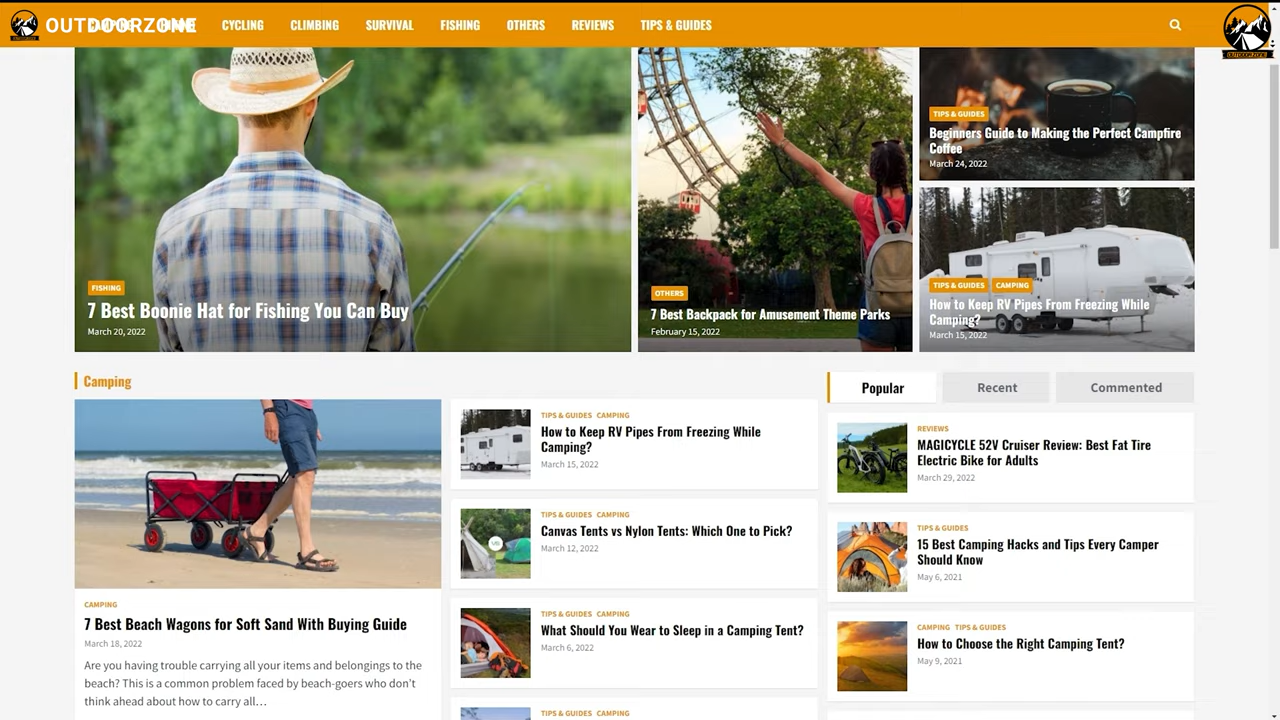 OUTDOORZONE
CYCLING
CLIMBING
SURVIVAL
FISHING
OTHERS
REVIEWS
TIPS & GUIDES
FISHING
7 Best Boonie Hat for Fishing You Can Buy
March 20, 2022
OTHERS
7 Best Backpack for Amusement Theme Parks
February 15, 2022
TIPS & GUIDES
Beginners Guide to Making the Perfect Campfire
Coffee
March 24, 2022
TIPS & GUIDES CAMPING
How to Keep RV Pipes From Freezing While
Camping?
March 15, 2022
Camping
CAMPING
7 Best Beach Wagons for Soft Sand With Buying Guide
March 18, 2022
Are you having trouble carrying all your items and belongings to the
beach? This is a common problem faced by beach-goers who don't
think ahead about how to carry all…
TIPS & GUIDES CAMPING
How to Keep RV Pipes From Freezing While
Camping?
March 15, 2022
TIPS & GUIDES CAMPING
Canvas Tents vs Nylon Tents: Which One to Pick?
March 12, 2022
TIPS & GUIDES CAMPING
What Should You Wear to Sleep in a Camping Tent?
March 6, 2022
TIPS & GUIDES CAMPING
Popular
Recent
Commented
REVIEWS
MAGICYCLE 52V Cruiser Review: Best Fat Tire
Electric Bike for Adults
March 29, 2022
TIPS & GUIDES
15 Best Camping Hacks and Tips Every Camper
Should Know
May 6, 2021
CAMPING TIPS & GUIDES
How to Choose the Right Camping Tent?
May 9, 2021